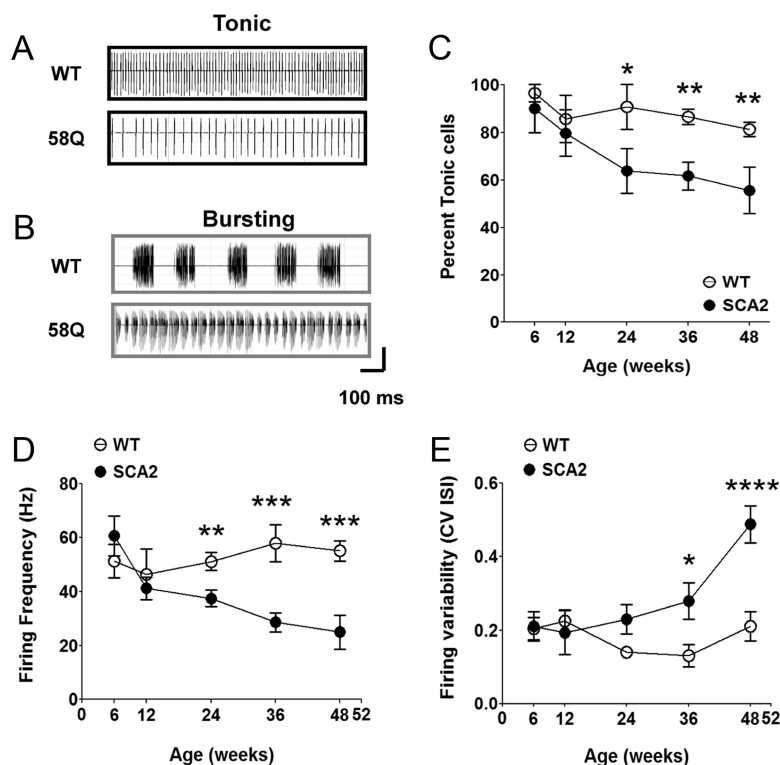 A
Tonic
WT
58Q
B
Bursting
WT
58Q
100 ms
C
100
80
60
40
20
0
Percent Tonic cells
*
**
**
WT
SCA2
6
12
24
36
48
Age (weeks)
D
WT
SCA2
80
60
40
20
0
Firing Frequency (Hz)
**
***
***
0
6
12
24
36
48 52
Age (weeks)
E
WT
SCA2
0.6
0.4
0.2
0.0
Firing variability (CV ISI)
*
****
0
6
12
24
36
48 52
Age (weeks)